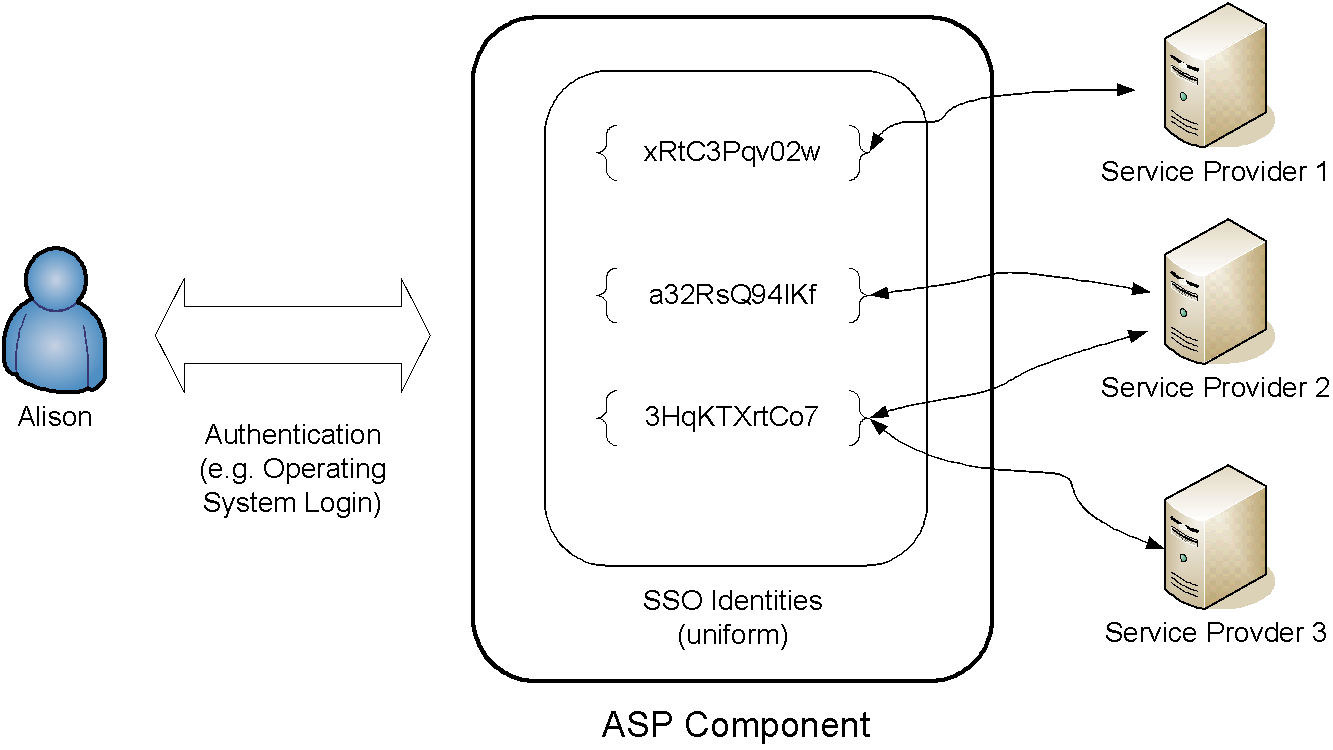 xRtC3Pqv02w
Service Provider 1
a32RsQ94lKf
Service Provider 2
Alison
3HqKTXrtCo7
Authentication
(e.g. Operating
System Login)
SSO Identities
(uniform)
Service Provder 3
ASP Component